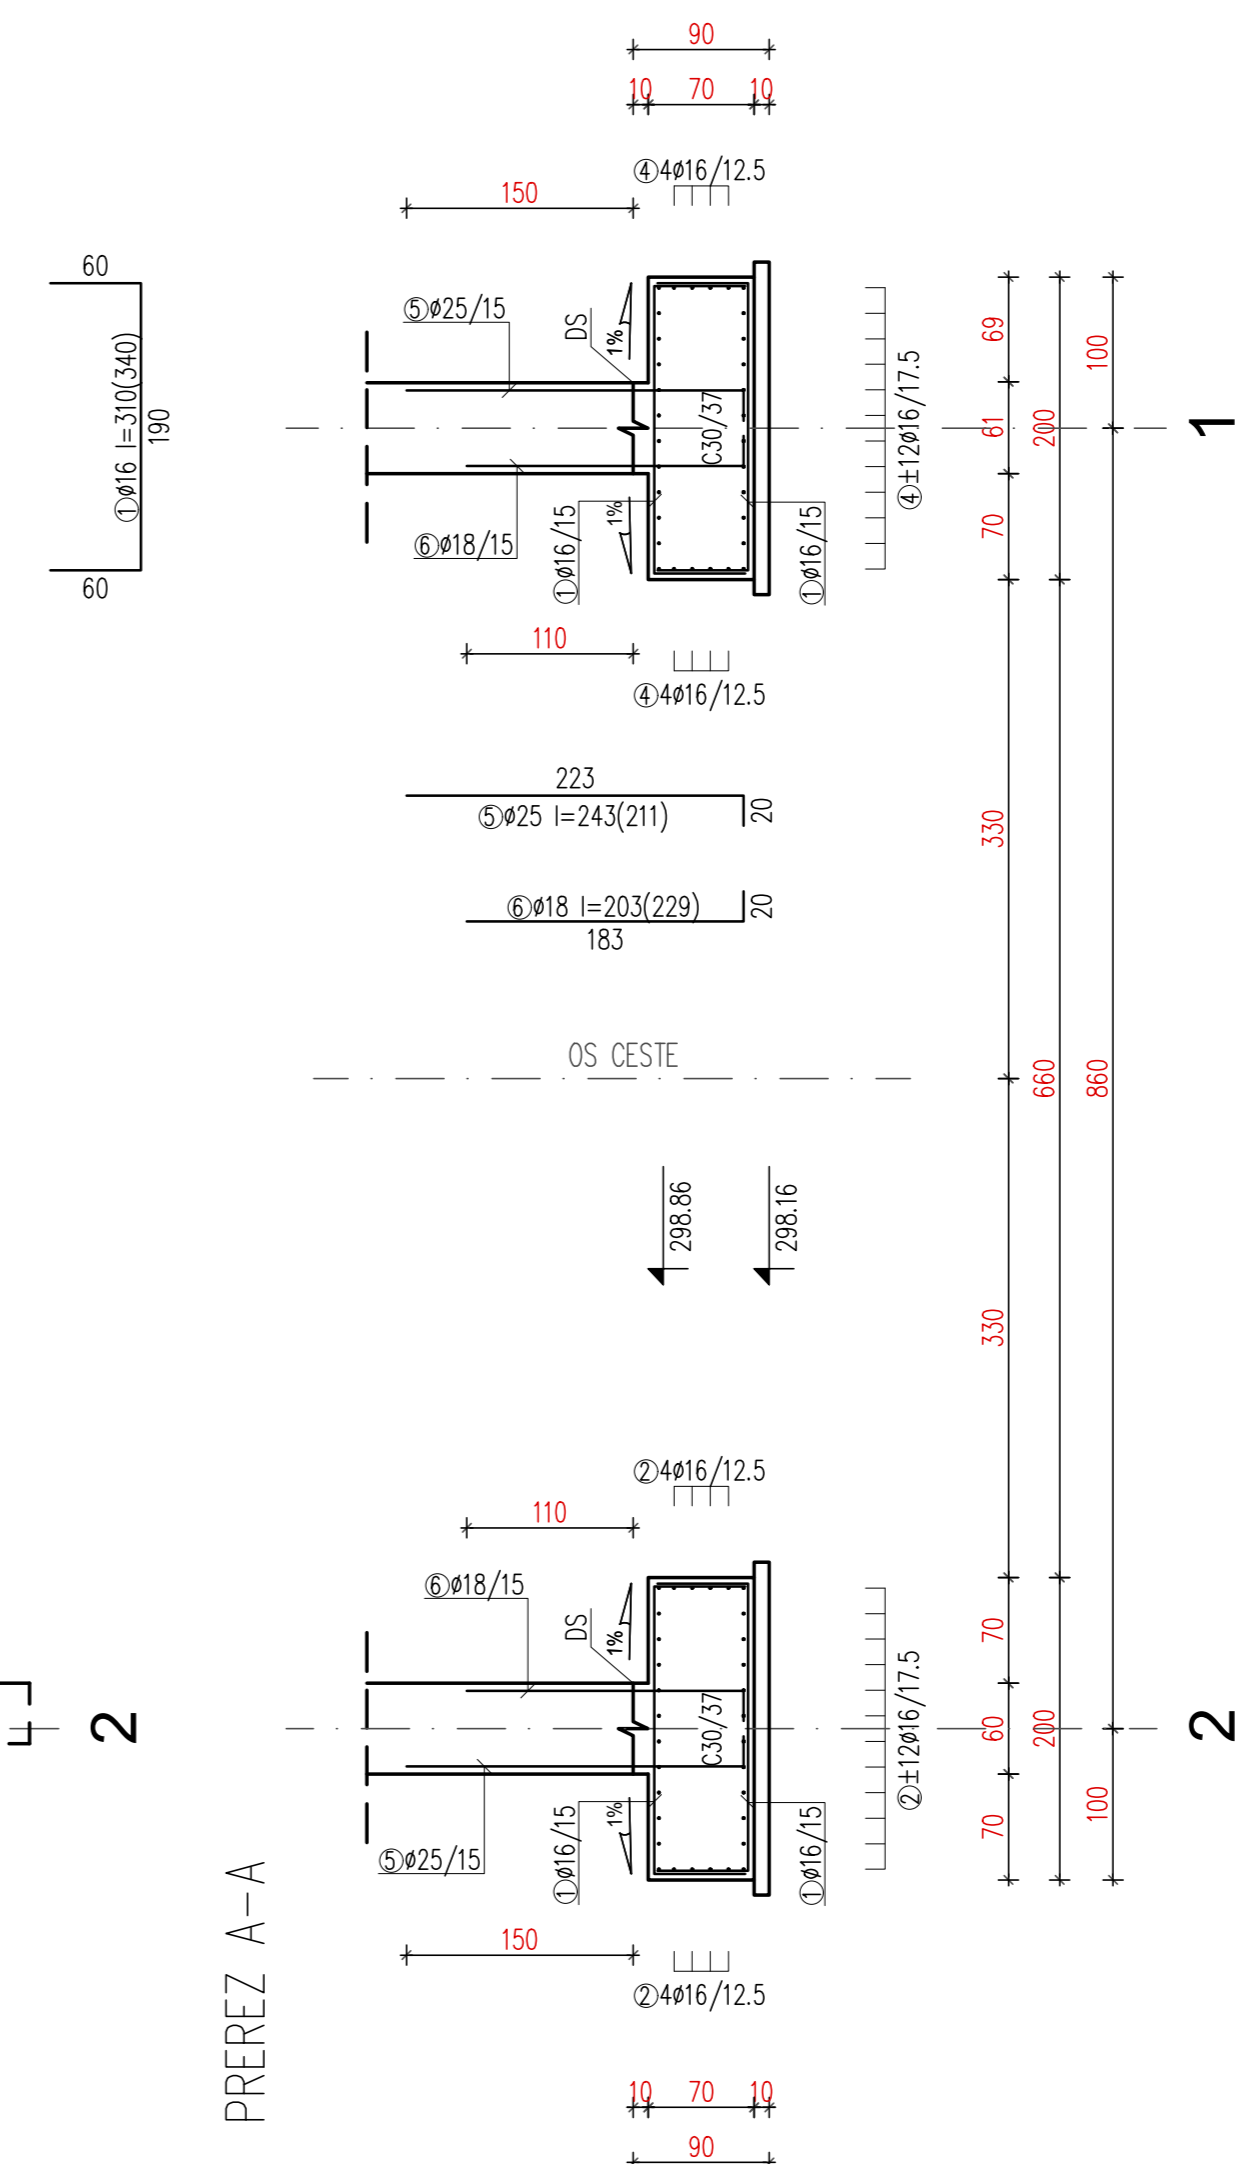 90
10 70 10
④4ø16/12.5
150
60
①ø16 l=310(340)
190
60
⑤ø25/15
DS
1%
C30/37
⑥ø18/15
①ø16/15
1%
①ø16/15
④±12ø16/17.5
69
61
70
200
100
1
110
④4ø16/12.5
223
⑤ø25 l=243(211)
20
⑥ø18 l=203(229)
20
183
330
OS CESTE
660
860
298.86
298.16
330
②4ø16/12.5
110
⑥ø18/15
DS
1%
C30/37
①ø16/15
1%
①ø16/15
②±12ø16/17.5
70
60
70
200
100
2
2
⑤ø25/15
150
②4ø16/12.5
PREREZ A-A
10 70 10
90